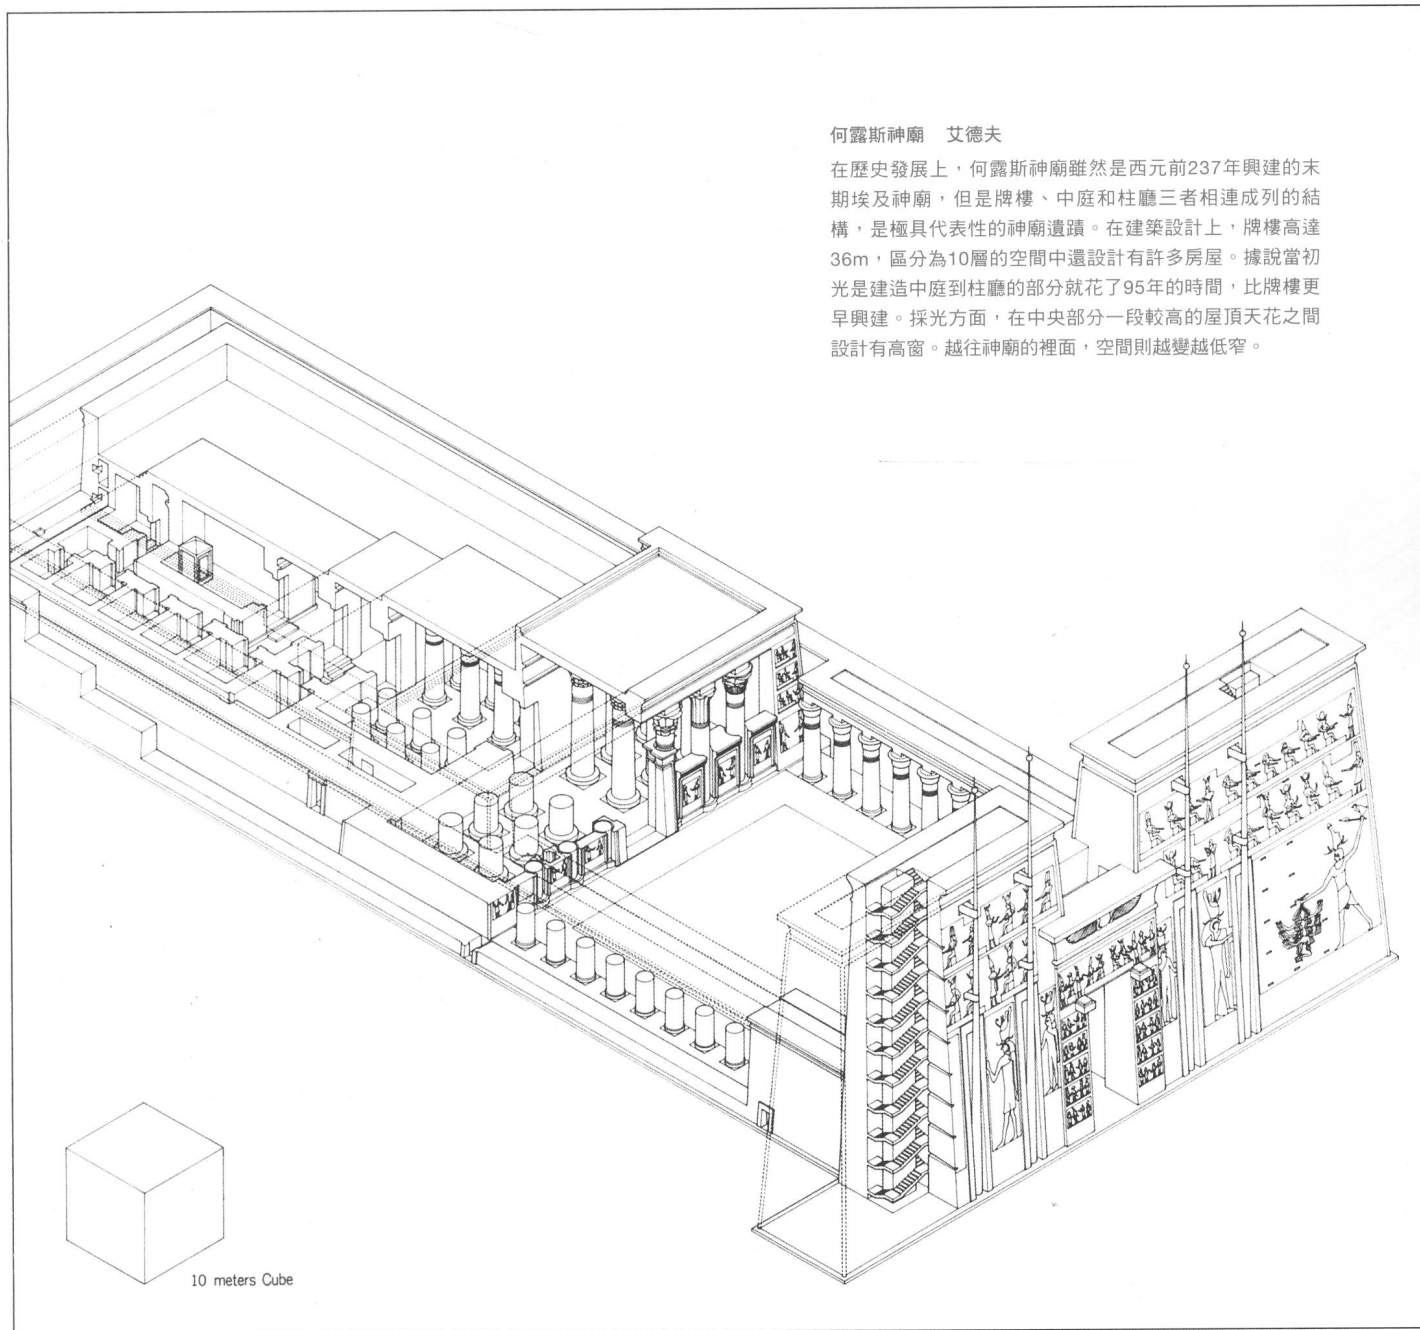 何露斯神廟　艾德夫
在歷史發展上，何露斯神廟雖然是西元前237年興建的末
期埃及神廟，但是牌樓、中庭和柱廳三者相連成列的結
構，是極具代表性的神廟遺蹟。在建築設計上，牌樓高達
36m，區分為10層的空間中還設計有許多房屋。據說當初
光是建造中庭到柱廳的部分就花了95年的時間，比牌樓更
早興建。採光方面，在中央部分一段較高的屋頂天花之間
設計有高窗。越往神廟的裡面，空間則越變越低窄。
10 meters Cube